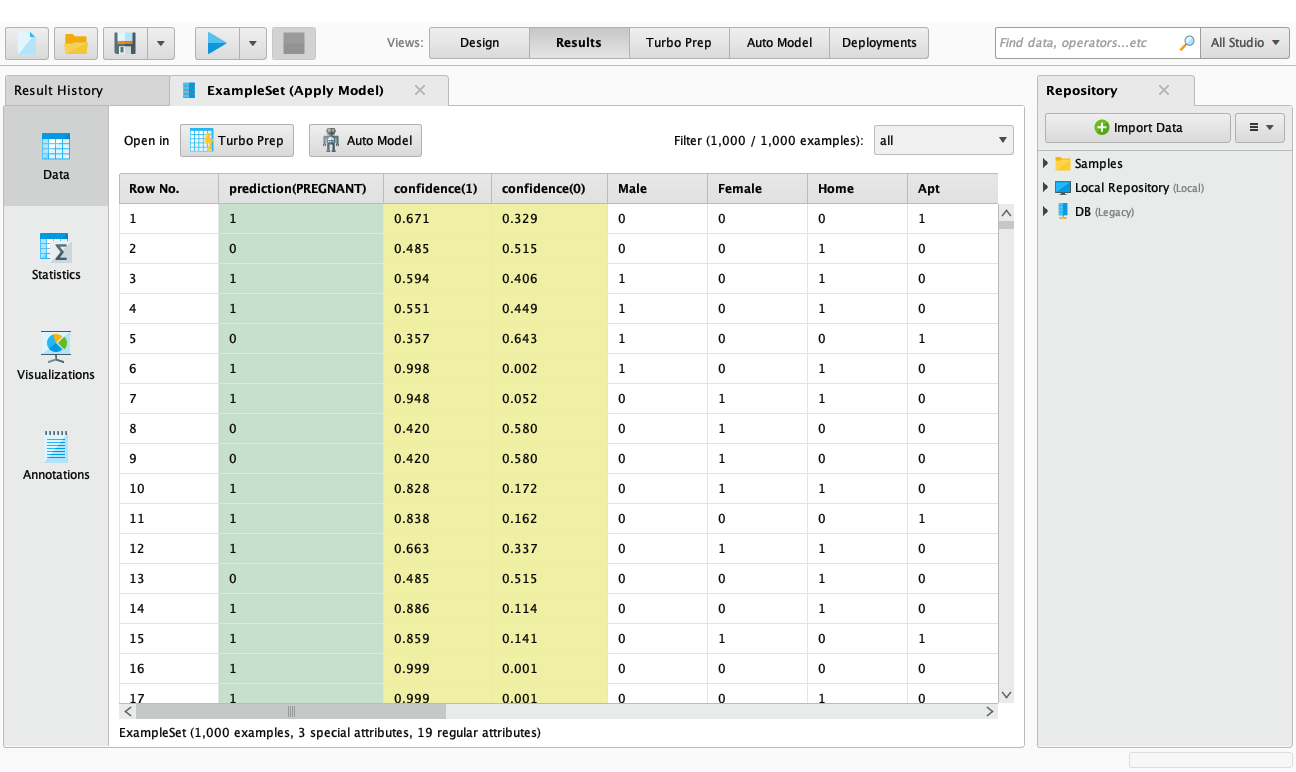 Views: Design Results Turbo Prep Auto Model Deployments Find data, operators...etc All Studio
Result History ExampleSet (Apply Model) Repository
Open in Turbo Prep Auto Model Filter (1,000 / 1,000 examples): all
Import Data
Data
Statistics
Visualizations
Annotations
Row No. prediction(PREGNANT) confidence(1) confidence(0) Male Female Home Apt
1 1 0.671 0.329 0 0 0 1
2 0 0.485 0.515 0 0 1 0
3 1 0.594 0.406 1 0 1 0
4 1 0.551 0.449 1 0 1 0
5 0 0.357 0.643 1 0 0 1
6 1 0.998 0.002 1 0 1 0
7 1 0.948 0.052 0 1 1 0
8 0 0.420 0.580 0 1 0 0
9 0 0.420 0.580 0 1 0 0
10 1 0.828 0.172 0 1 1 0
11 1 0.838 0.162 0 0 0 1
12 1 0.663 0.337 0 1 1 0
13 0 0.485 0.515 0 0 1 0
14 1 0.886 0.114 0 0 1 0
15 1 0.859 0.141 0 1 0 1
16 1 0.999 0.001 0 0 0 0
17 1 0.999 0.001 0 0 1 0
ExampleSet (1,000 examples, 3 special attributes, 19 regular attributes)
Samples
Local Repository (Local)
DB (Legacy)